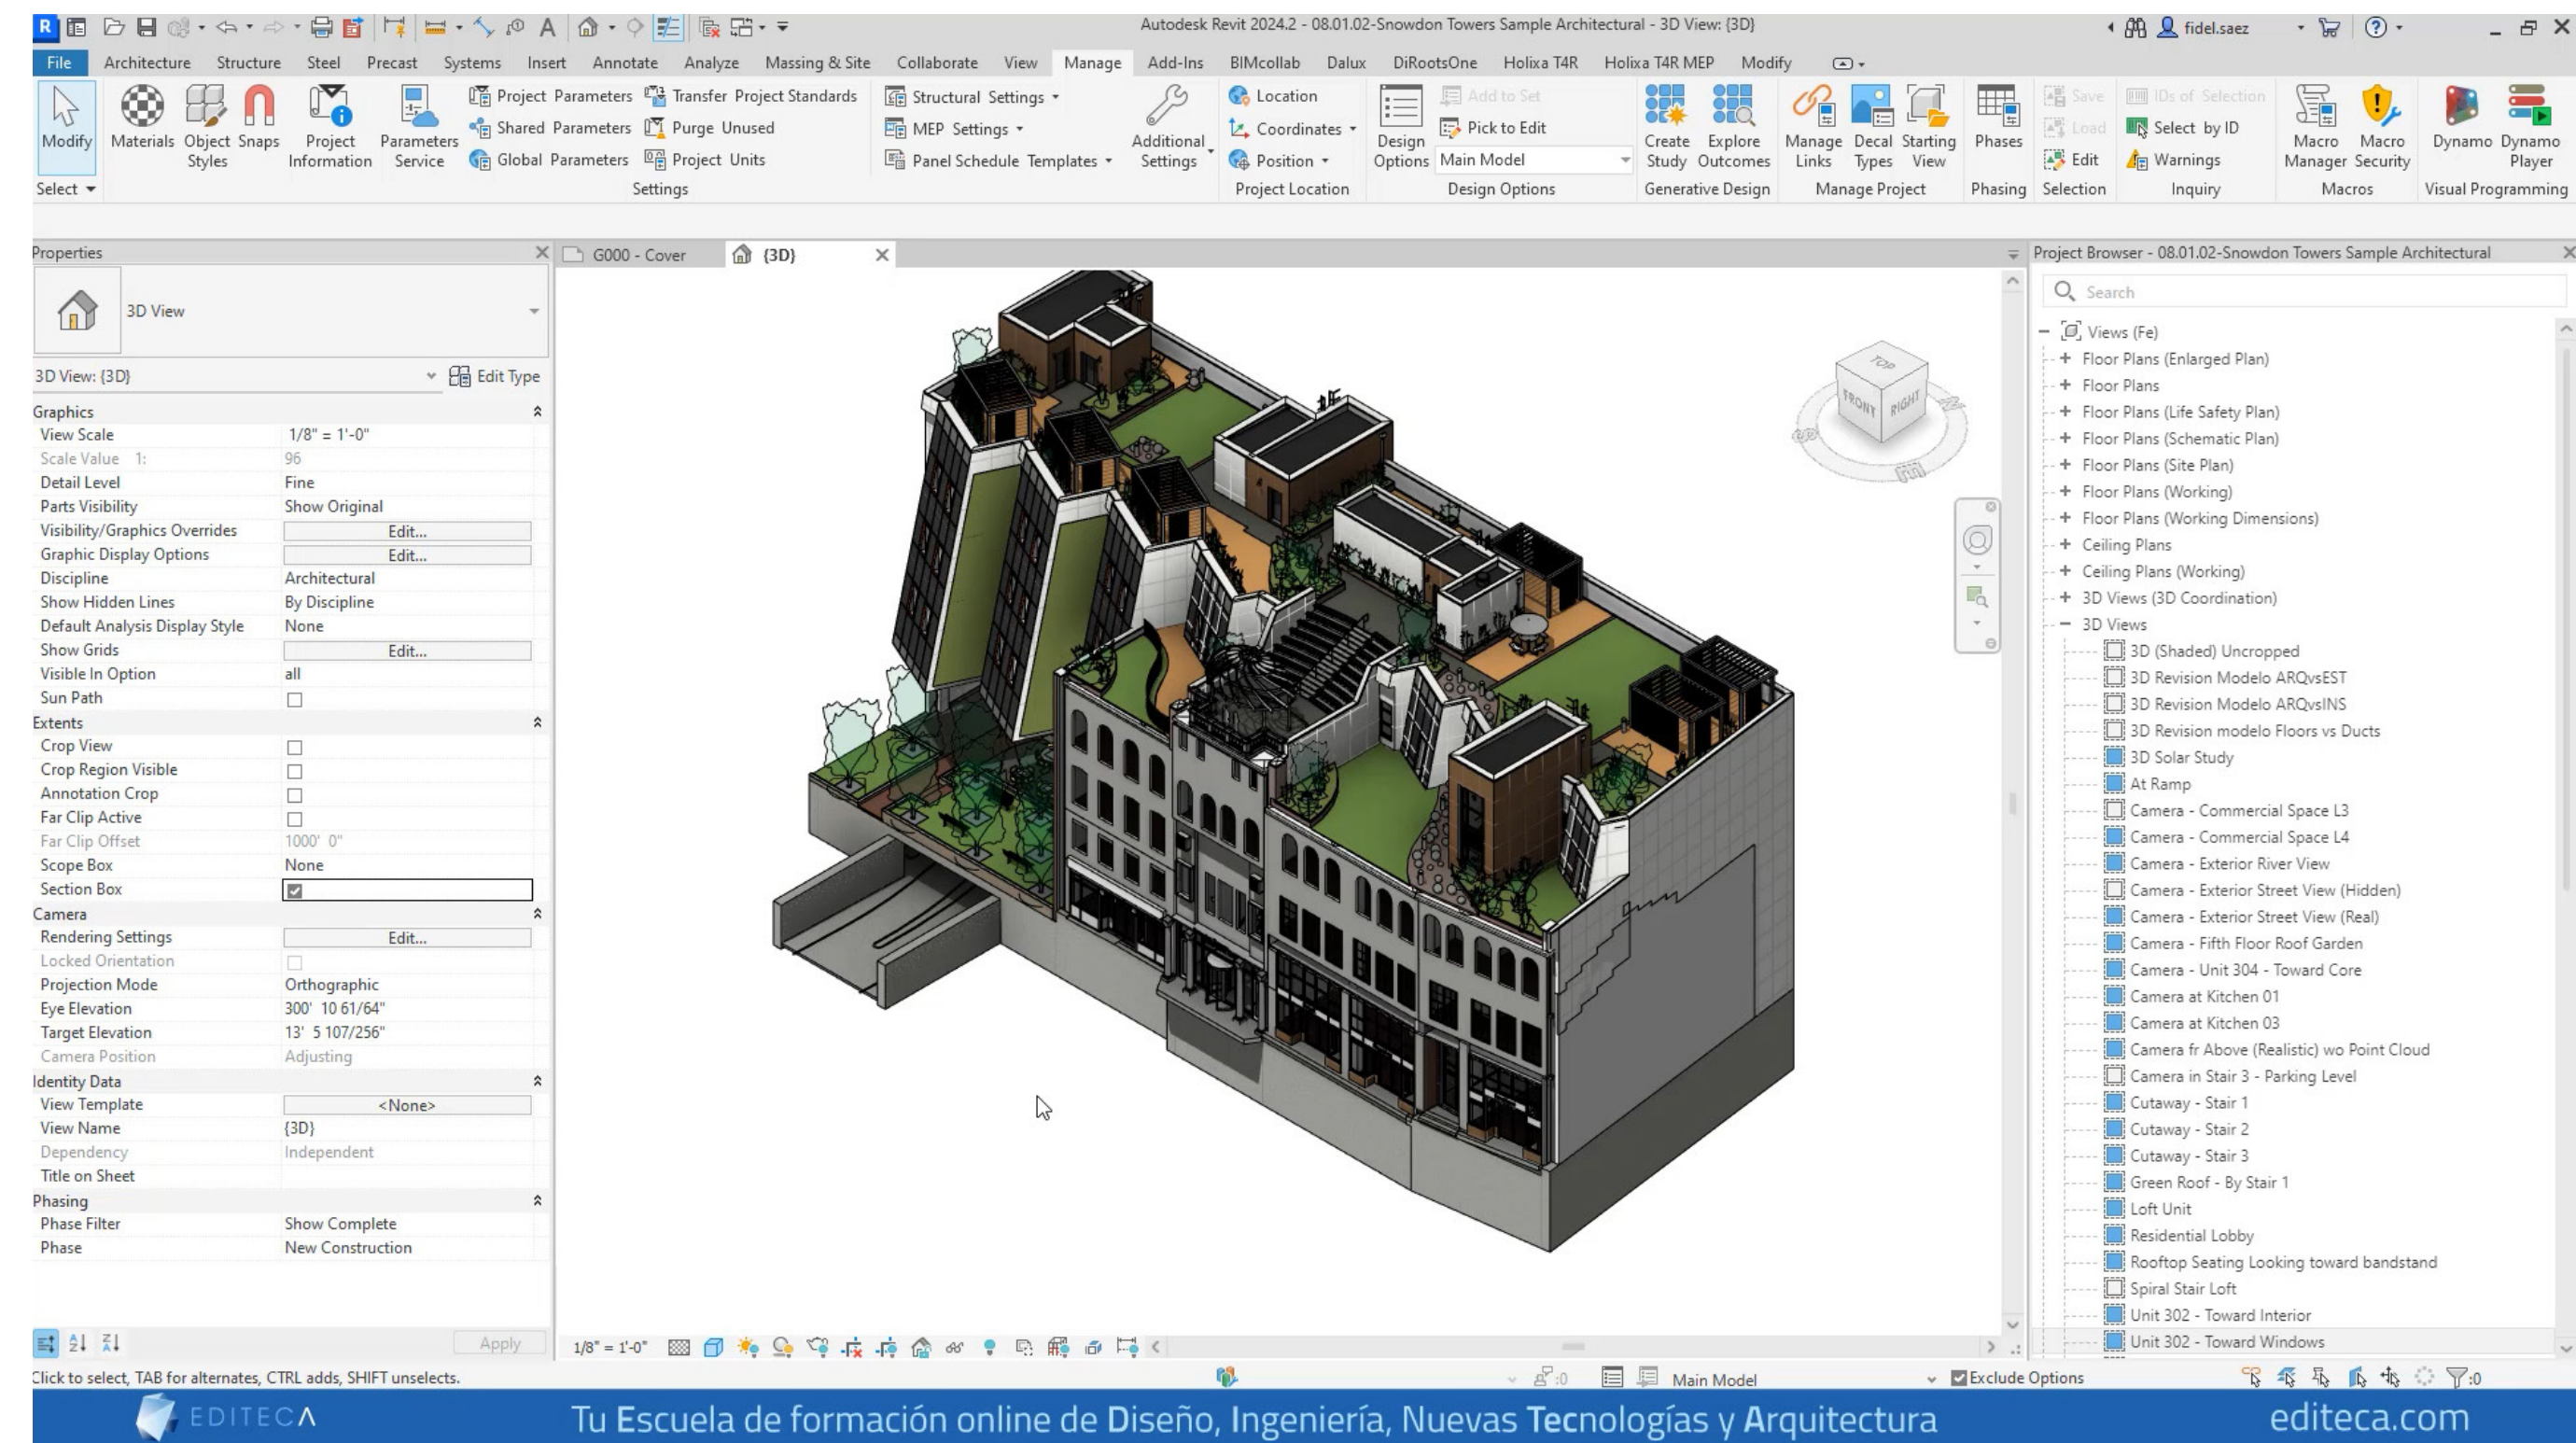 Autodesk Revit 2024.2 - 08.01.02-Snowdon Towers Sample Architectural - 3D View: {3D}
fidel.saez
File Architecture Structure Steel Precast Systems Insert Annotate Analyze Massing & Site Collaborate View Manage Add-Ins BIMcollab Dalux DiRootsOne Holixa T4R Holixa T4R MEP Modify
Modify
Materials
Object Styles
Snaps
Project Information
Parameters Service
Project Parameters
Transfer Project Standards
Shared Parameters
Purge Unused
Global Parameters
Project Units
Structural Settings
MEP Settings
Panel Schedule Templates
Additional Settings
Location
Coordinates
Position
Design Options
Add to Set
Pick to Edit
Main Model
Create Study
Explore Outcomes
Manage Links
Decal Types
Starting View
Phases
Save
Load
Edit
IDs of Selection
Select by ID
Warnings
Macro Manager
Macro Security
Dynamo
Dynamo Player
Select
Settings
Project Location
Design Options
Generative Design
Manage Project
Phasing
Selection
Inquiry
Macros
Visual Programming
Properties
3D View
3D View: {3D}
Edit Type
Graphics
View Scale 1/8" = 1'-0"
Scale Value 1: 96
Detail Level Fine
Parts Visibility Show Original
Visibility/Graphics Overrides Edit...
Graphic Display Options Edit...
Discipline Architectural
Show Hidden Lines By Discipline
Default Analysis Display Style None
Show Grids Edit...
Visible In Option all
Sun Path
Extents
Crop View
Crop Region Visible
Annotation Crop
Far Clip Active
Far Clip Offset 1000' 0"
Scope Box None
Section Box
Camera
Rendering Settings Edit...
Locked Orientation
Projection Mode Orthographic
Eye Elevation 300' 10 61/64"
Target Elevation 13' 5 107/256"
Camera Position Adjusting
Identity Data
View Template <None>
View Name {3D}
Dependency Independent
Title on Sheet
Phasing
Phase Filter Show Complete
Phase New Construction
Apply
G000 - Cover
{3D}
TOP
FRONT
RIGHT
1/8" = 1'-0"
Project Browser - 08.01.02-Snowdon Towers Sample Architectural
Search
Views (Fe)
Floor Plans (Enlarged Plan)
Floor Plans
Floor Plans (Life Safety Plan)
Floor Plans (Schematic Plan)
Floor Plans (Site Plan)
Floor Plans (Working)
Floor Plans (Working Dimensions)
Ceiling Plans
Ceiling Plans (Working)
3D Views (3D Coordination)
3D Views
3D (Shaded) Uncropped
3D Revision Modelo ARQvsEST
3D Revision Modelo ARQvsINS
3D Revision modelo Floors vs Ducts
3D Solar Study
At Ramp
Camera - Commercial Space L3
Camera - Commercial Space L4
Camera - Exterior River View
Camera - Exterior Street View (Hidden)
Camera - Exterior Street View (Real)
Camera - Fifth Floor Roof Garden
Camera - Unit 304 - Toward Core
Camera at Kitchen 01
Camera at Kitchen 03
Camera fr Above (Realistic) wo Point Cloud
Camera in Stair 3 - Parking Level
Cutaway - Stair 1
Cutaway - Stair 2
Cutaway - Stair 3
Green Roof - By Stair 1
Loft Unit
Residential Lobby
Rooftop Seating Looking toward bandstand
Spiral Stair Loft
Unit 302 - Toward Interior
Unit 302 - Toward Windows
Click to select, TAB for alternates, CTRL adds, SHIFT unselects.
:0
Main Model
Exclude Options
:0
EDITECA
Tu Escuela de formación online de Diseño, Ingeniería, Nuevas Tecnologías y Arquitectura
editeca.com